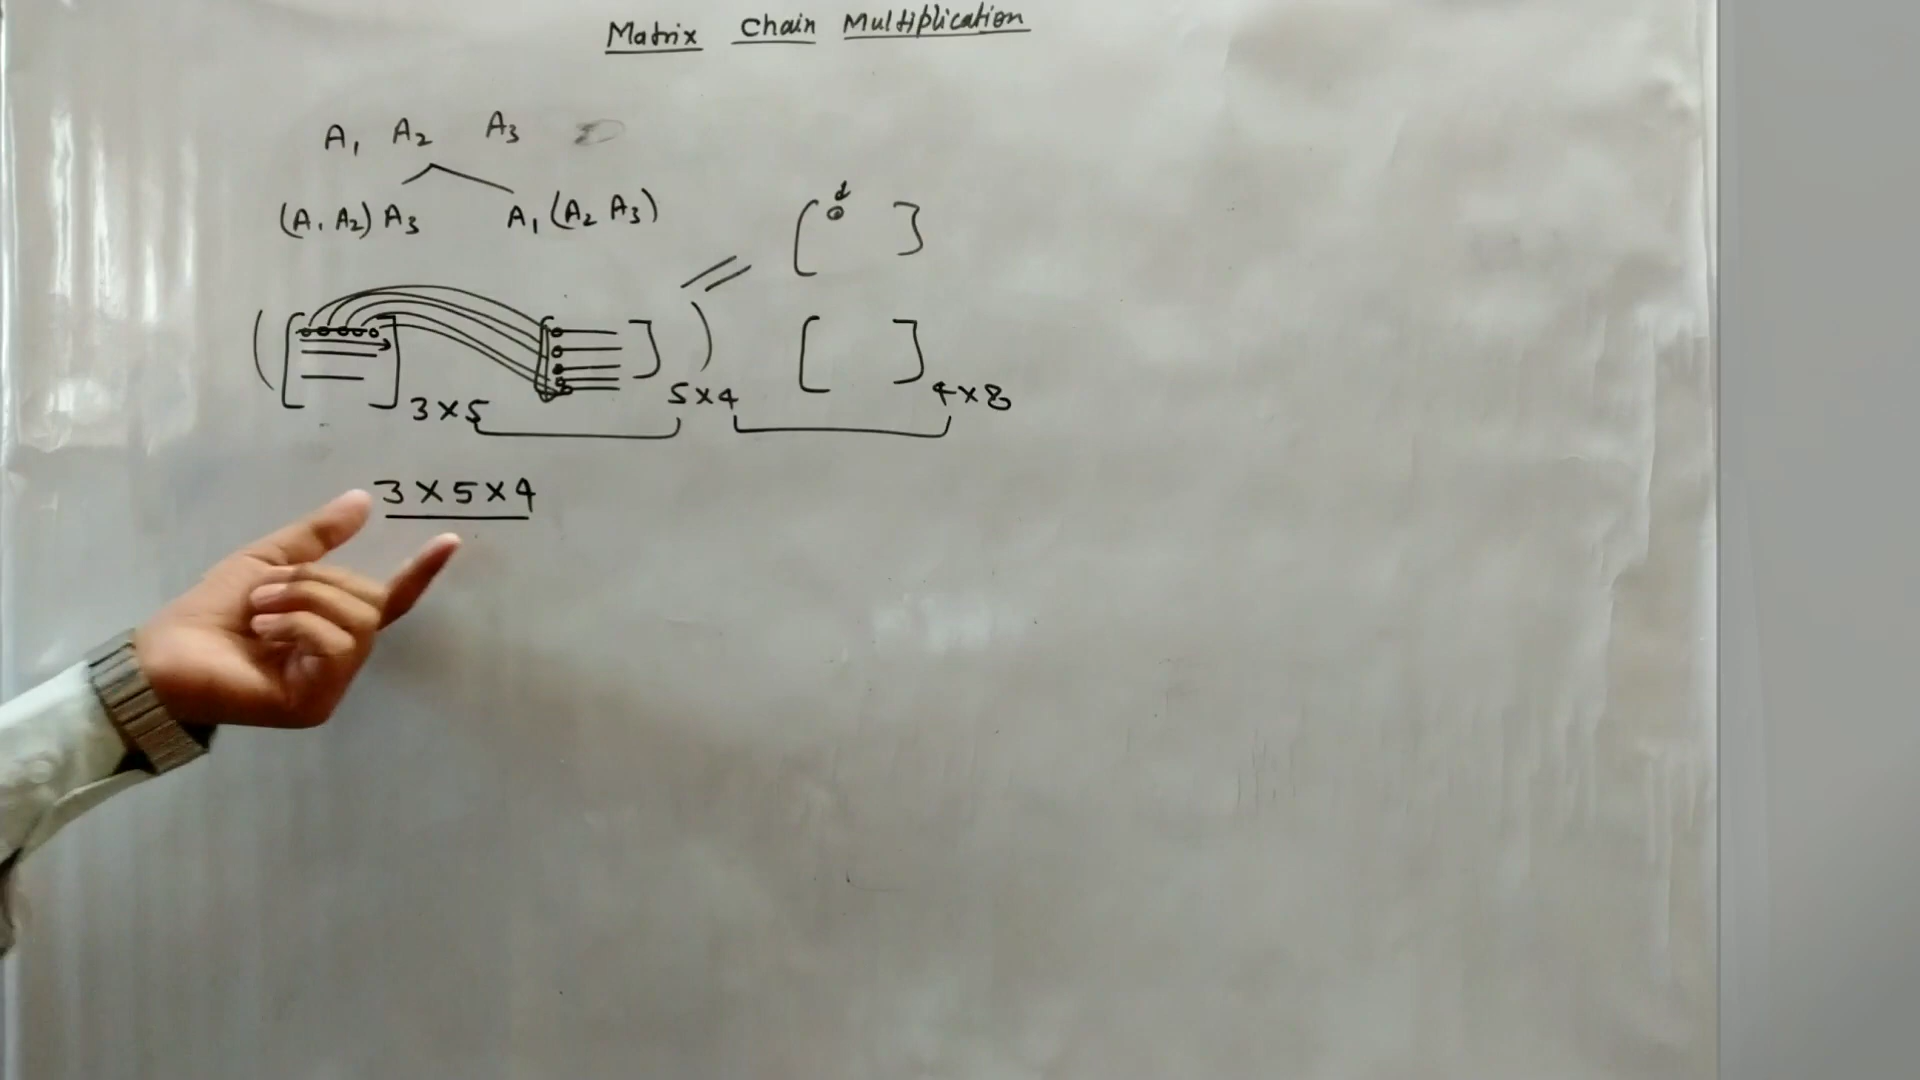 Matrix Chain Multiplication
A1 A2 A3
(A1 A2) A3 A1 (A2 A3)
3×5 5×4 4×8
3×5×4